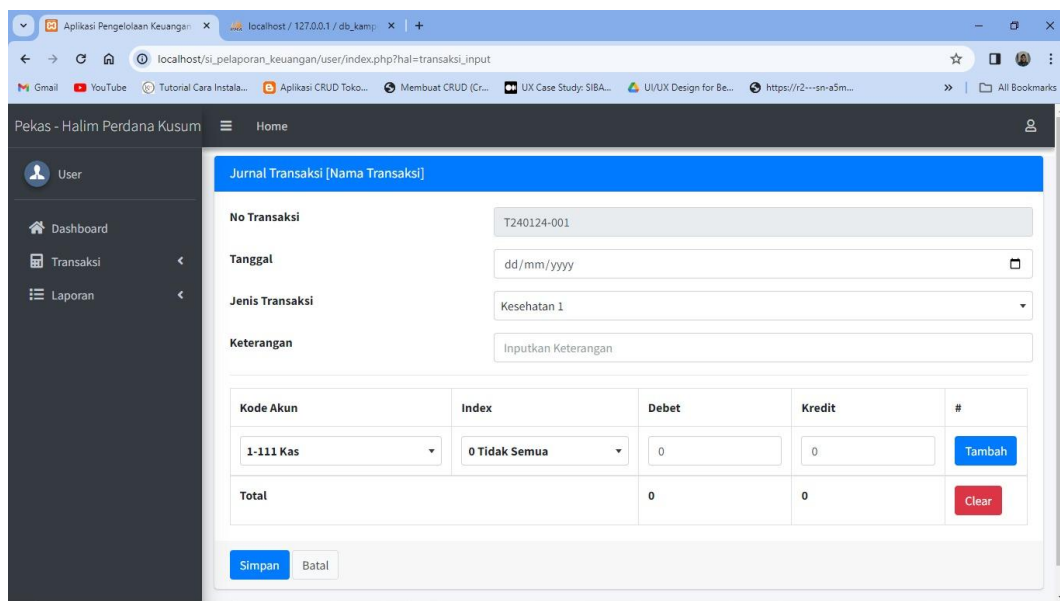 Aplikasi Pengelolaan Keuangan
localhost / 127.0.0.1 / db_kamp
localhost/si_pelaporan_keuangan/user/index.php?hal=transaksi_input
Gmail YouTube Tutorial Cara Instala... Aplikasi CRUD Toko... Membuat CRUD (Cr... UX Case Study: SIBA... UI/UX Design for Be... https://r2---sn-a5m... » All Bookmarks
Pekas - Halim Perdana Kusum
Home
User
Dashboard
Transaksi
Laporan
Jurnal Transaksi [Nama Transaksi]
No Transaksi T240124-001
Tanggal dd/mm/yyyy
Jenis Transaksi Kesehatan 1
Keterangan Inputkan Keterangan
Kode Akun Index Debet Kredit #
1-111 Kas 0 Tidak Semua 0 0 Tambah
Total 0 0 Clear
Simpan Batal